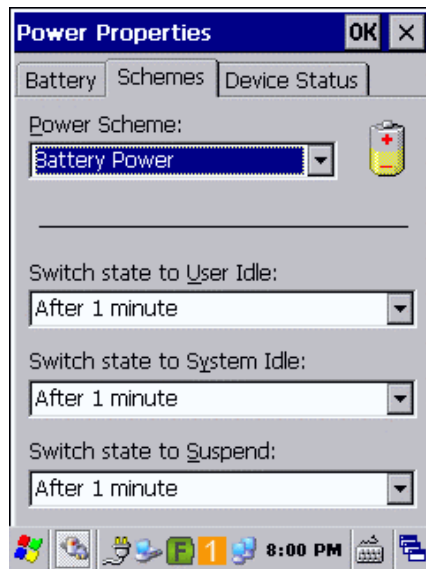 Power Properties OK ×
Battery Schemes Device Status
Power Scheme:
Battery Power
Switch state to User Idle:
After 1 minute
Switch state to System Idle:
After 1 minute
Switch state to Suspend:
After 1 minute
F 1 8:00 PM